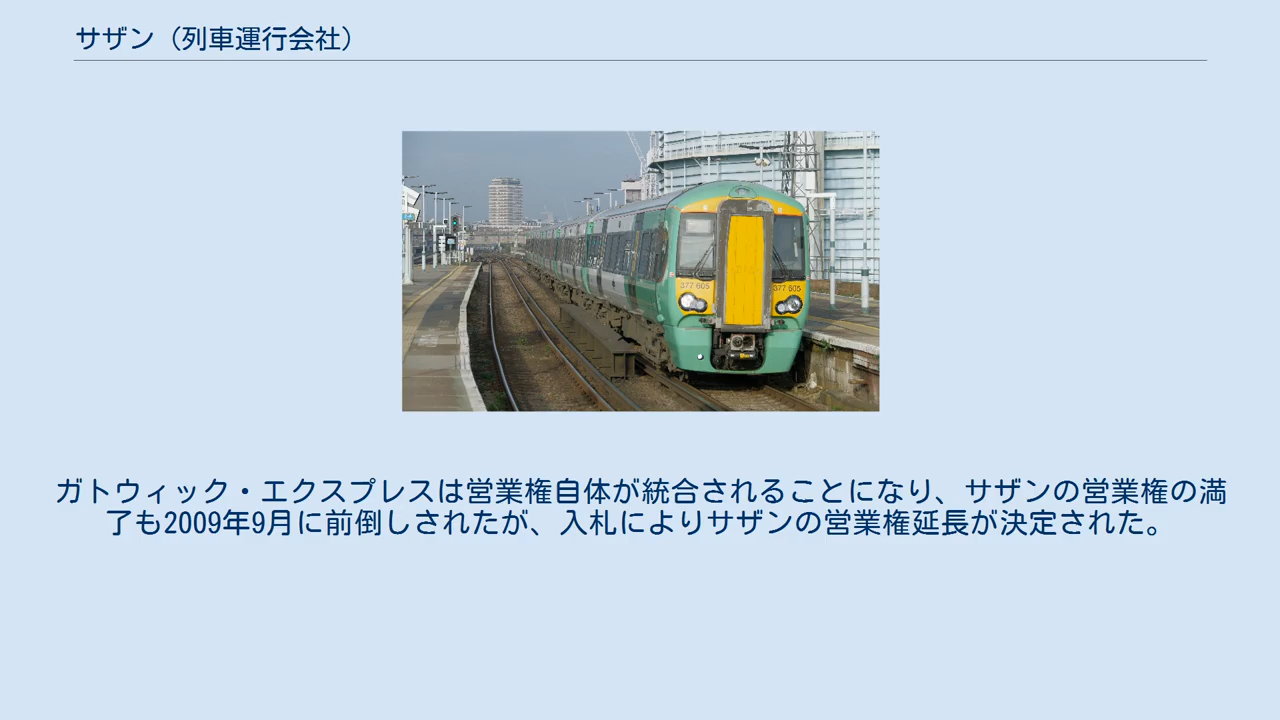 サザン（列車運行会社）
377 605
377 605
ガトウィック・エクスプレスは営業権自体が統合されることになり、サザンの営業権の満
了も2009年9月に前倒しされたが、入札によりサザンの営業権延長が決定された。